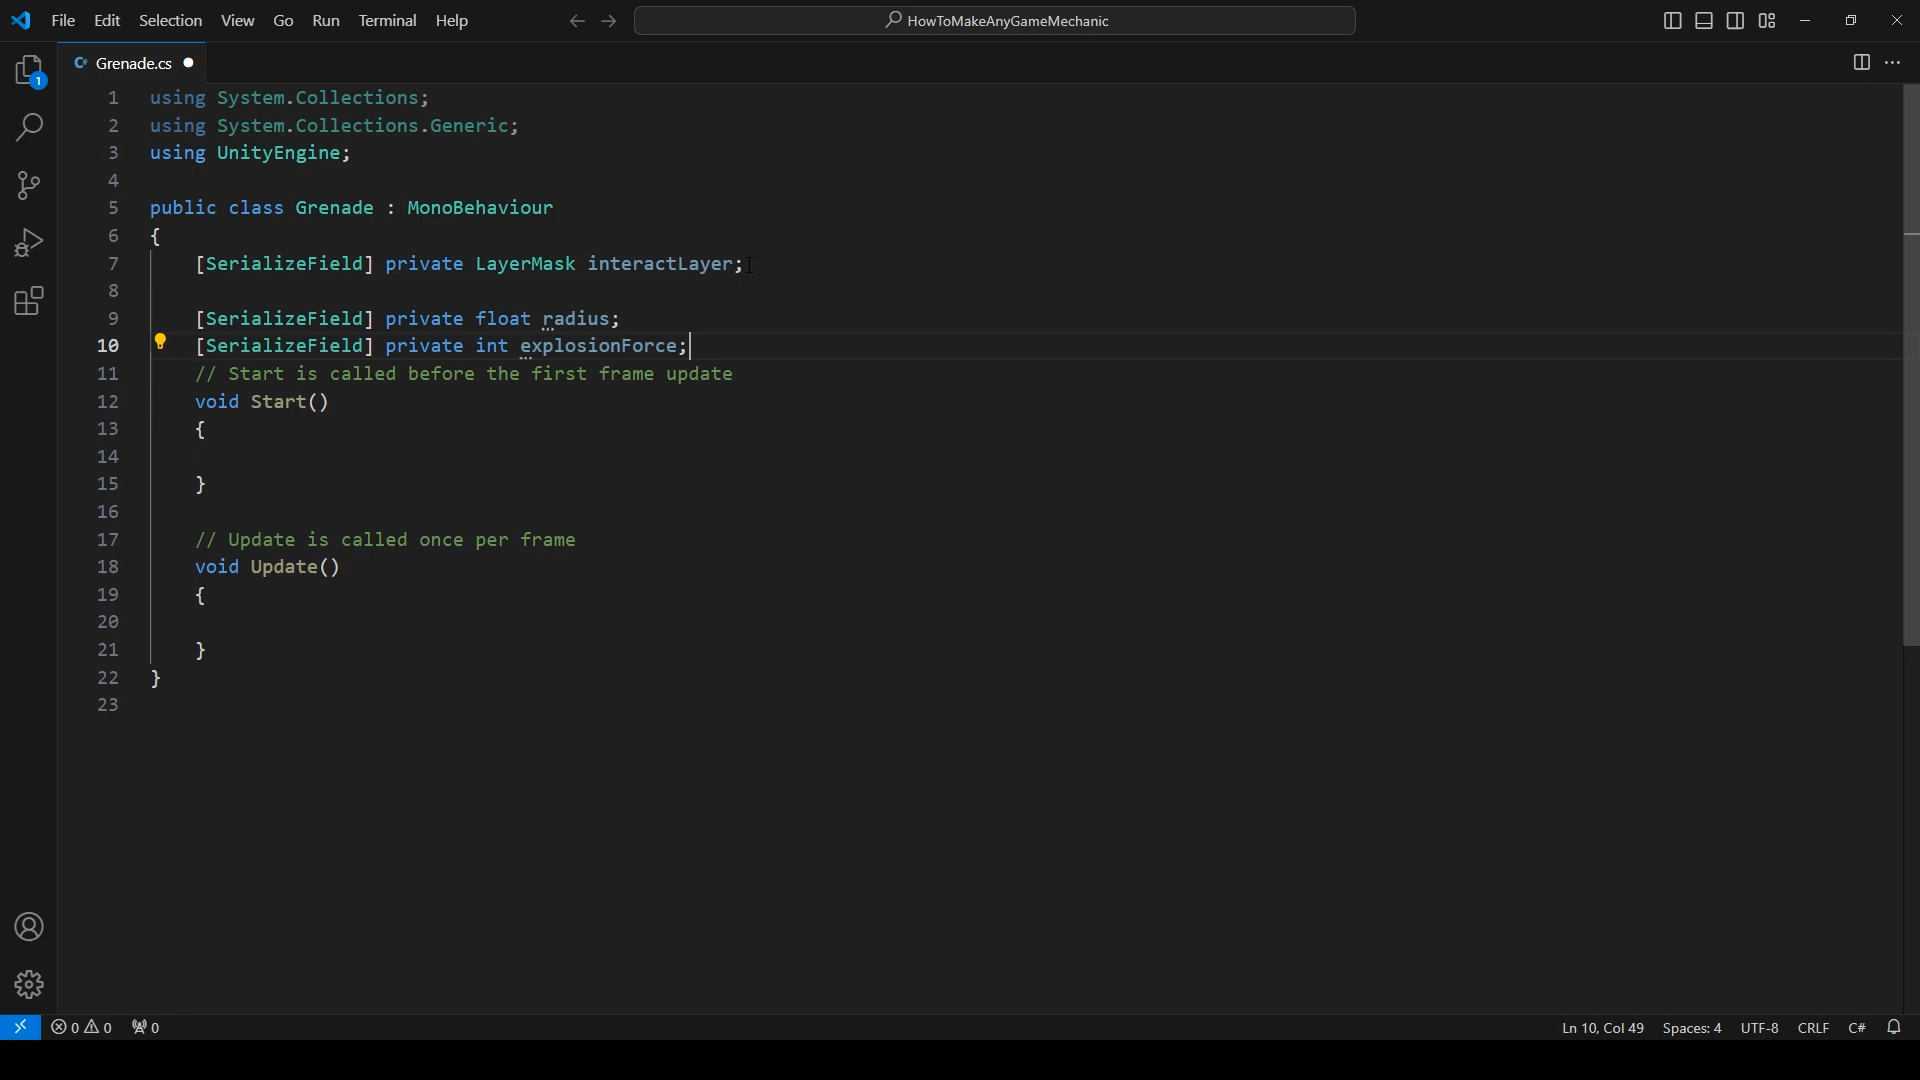 File Edit Selection View Go Run Terminal Help HowToMakeAnyGameMechanic
1
C# Grenade.cs
1 using System.Collections;
2 using System.Collections.Generic;
3 using UnityEngine;
4
5 public class Grenade : MonoBehaviour
6 {
7 [SerializeField] private LayerMask interactLayer;
8
9 [SerializeField] private float radius;
10 [SerializeField] private int explosionForce;
11 // Start is called before the first frame update
12 void Start()
13 {
14
15 }
16
17 // Update is called once per frame
18 void Update()
19 {
20
21 }
22 }
23
0 0 0 Ln 10, Col 49 Spaces: 4 UTF-8 CRLF C#